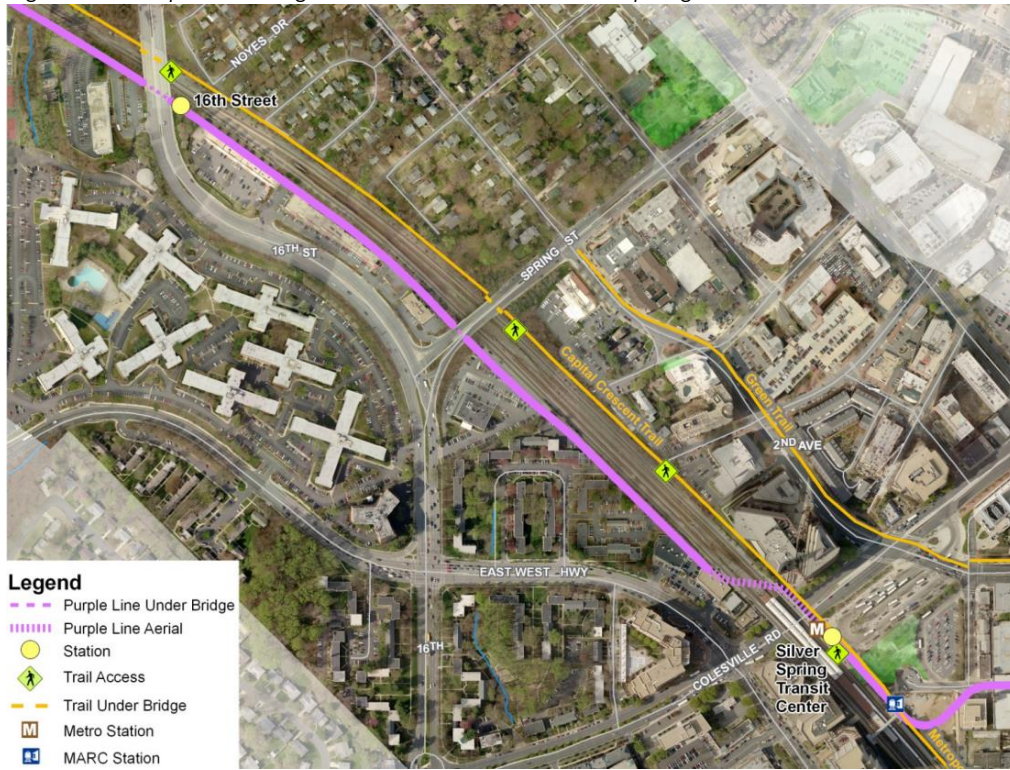 NOYES DR
16th Street
16TH ST
SPRING ST
Capital Crescent Trail
Green Trail
2ND AVE
EAST WEST HWY
16TH
COLESVILLE RD
M
Silver
Spring
Transit
Center
Legend
Purple Line Under Bridge
Purple Line Aerial
Station
Trail Access
Trail Under Bridge
M Metro Station
MARC Station